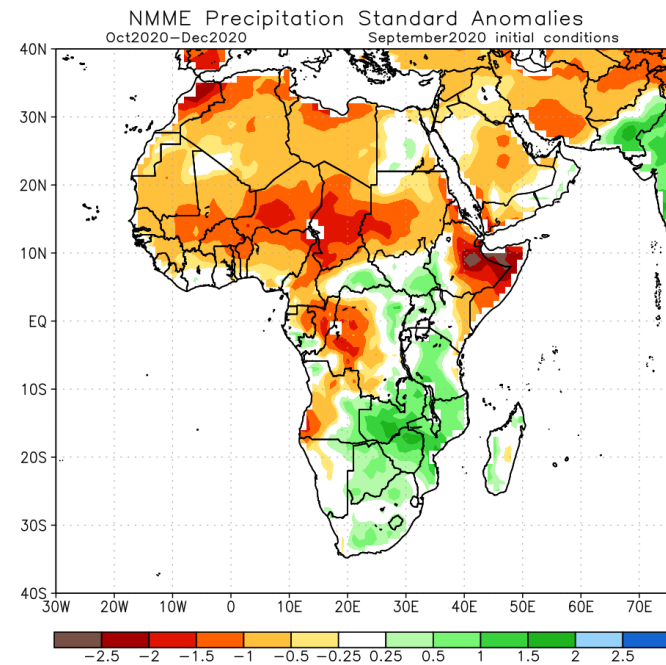 NMME Precipitation Standard Anomalies
Oct2020−Dec2020 September2020 initial conditions
40N
30N
20N
10N
EQ
10S
20S
30S
40S
30W 20W 10W 0 10E 20E 30E 40E 50E 60E 70E
−2.5 −2 −1.5 −1 −0.5 −0.25 0.25 0.5 1 1.5 2 2.5